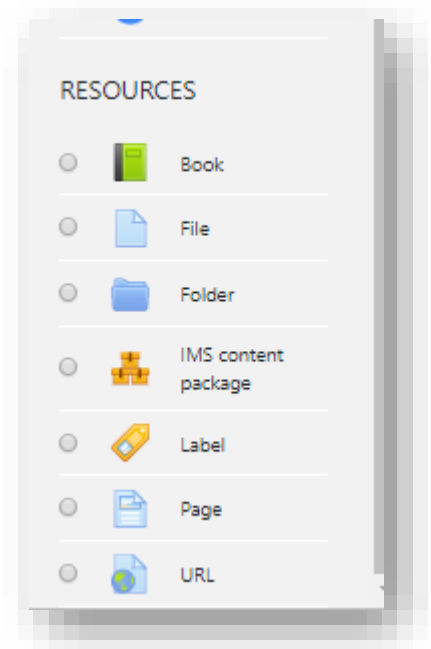 RESOURCES
Book
File
Folder
IMS content
package
Label
Page
URL